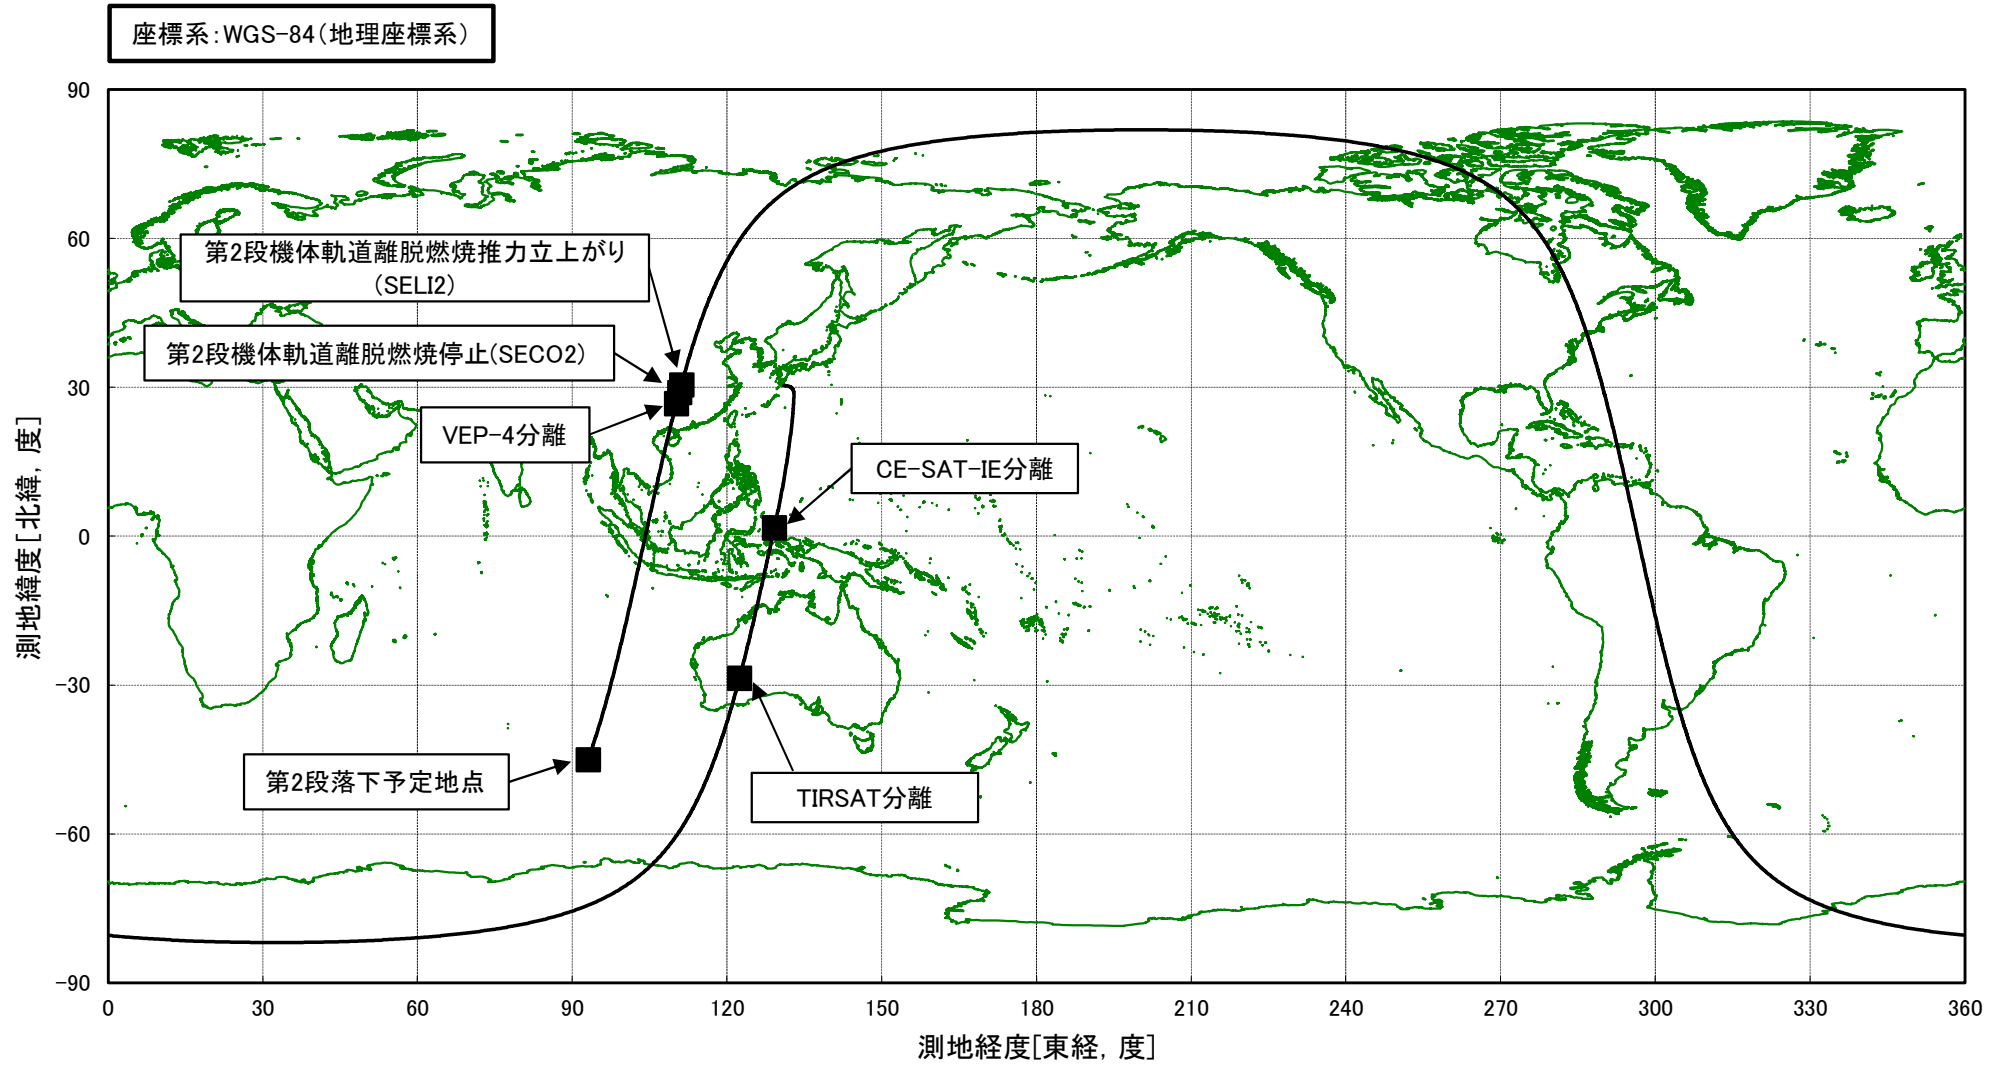 座標系:WGS-84(地理座標系)
90
60
30
0
-30
-60
-90
測地緯度[北緯, 度]
第2段機体軌道離脱燃焼推力立上がり
(SELI2)
第2段機体軌道離脱燃焼停止(SECO2)
VEP-4分離
CE-SAT-IE分離
第2段落下予定地点
TIRSAT分離
0 30 60 90 120 150 180 210 240 270 300 330 360
測地経度[東経, 度]